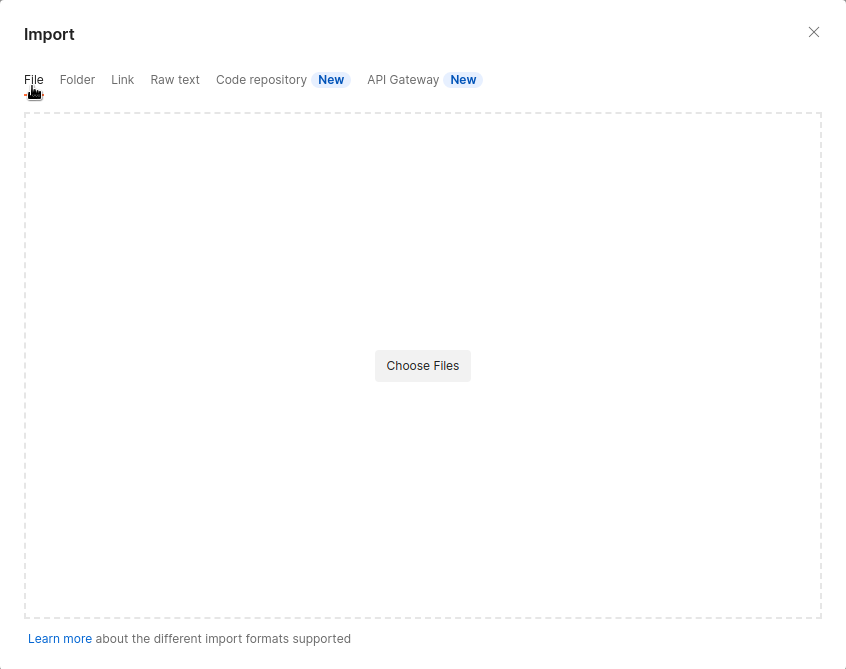 Import
File Folder Link Raw text Code repository New API Gateway New
Choose Files
Learn more about the different import formats supported